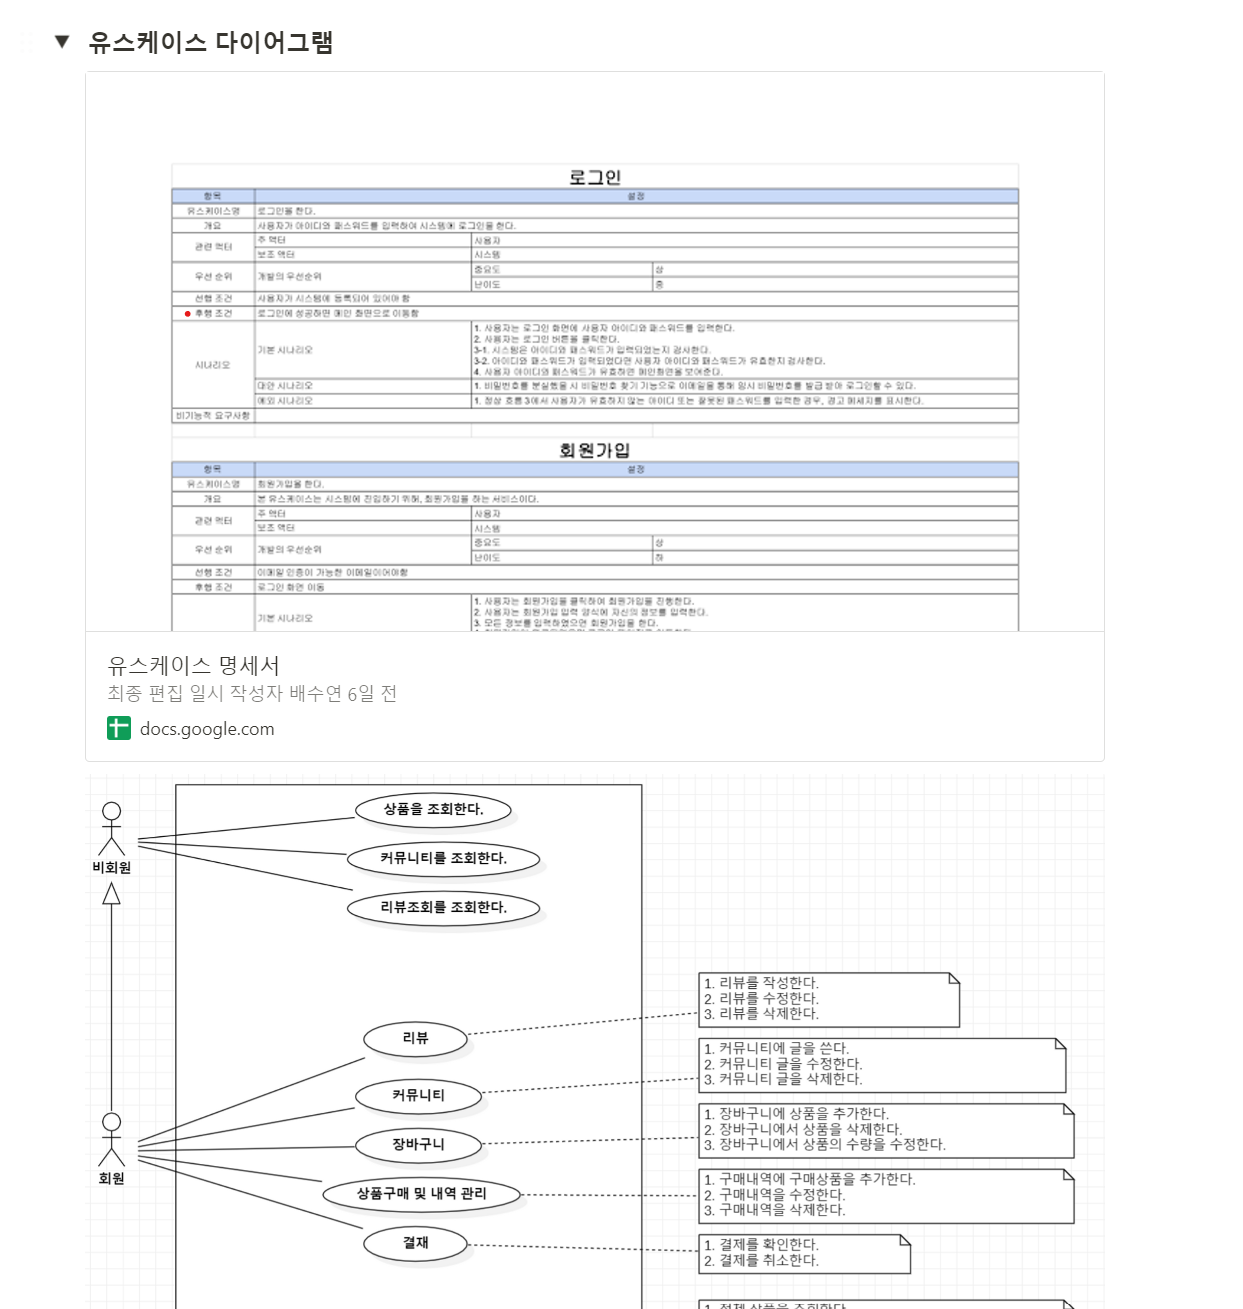 유스케이스 다이어그램
로그인
항목 설정
유스케이스명 로그인을 한다.
개요 사용자가 아이디와 패스워드를 입력하여 시스템에 로그인을 한다.
관련 액터 주 액터 사용자
보조 액터 시스템
우선 순위 개발의 우선순위 중요도 상
난이도 중
선행 조건 사용자가 시스템에 등록되어 있어야 함
후행 조건 로그인에 성공하면 메인 화면으로 이동함
시나리오 기본 시나리오 1. 사용자는 로그인 화면에 사용자 아이디와 패스워드를 입력한다.
2. 사용자는 로그인 버튼을 클릭한다.
3-1. 시스템은 아이디와 패스워드가 입력되었는지 검사한다.
3-2. 아이디와 패스워드가 입력되었다면 사용자 아이디와 패스워드가 유효한지 검사한다.
4. 사용자 아이디와 패스워드가 유효하면 메인화면을 보여준다.
대안 시나리오 1. 비밀번호를 분실했을 시 비밀번호 찾기 기능으로 이메일을 통해 임시 비밀번호를 발급 받아 로그인할 수 있다.
예외 시나리오 1. 정상 흐름 3에서 사용자가 유효하지 않는 아이디 또는 잘못된 패스워드를 입력한 경우, 경고 메세지를 표시한다.
비기능적 요구사항
회원가입
항목 설정
유스케이스명 회원가입을 한다.
개요 본 유스케이스는 시스템에 진입하기 위해, 회원가입을 하는 서비스이다.
관련 액터 주 액터 사용자
보조 액터 시스템
우선 순위 개발의 우선순위 중요도 상
난이도 하
선행 조건 이메일 인증이 가능한 이메일이어야함
후행 조건 로그인 화면 이동
기본 시나리오 1. 사용자는 회원가입을 클릭하여 회원가입을 진행한다.
2. 사용자는 회원가입 입력 양식에 자신의 정보를 입력한다.
3. 모든 정보를 입력하였으면 회원가입을 한다.
유스케이스 명세서
최종 편집 일시 작성자 배수연 6일 전
docs.google.com
상품을 조회한다.
커뮤니티를 조회한다.
비회원
리뷰조회를 조회한다.
1. 리뷰를 작성한다.
2. 리뷰를 수정한다.
3. 리뷰를 삭제한다.
리뷰
1. 커뮤니티에 글을 쓴다.
2. 커뮤니티 글을 수정한다.
3. 커뮤니티 글을 삭제한다.
커뮤니티
1. 장바구니에 상품을 추가한다.
2. 장바구니에서 상품을 삭제한다.
3. 장바구니에서 상품의 수량을 수정한다.
장바구니
회원
1. 구매내역에 구매상품을 추가한다.
2. 구매내역을 수정한다.
3. 구매내역을 삭제한다.
상품구매 및 내역 관리
1. 결제를 확인한다.
2. 결제를 취소한다.
결재